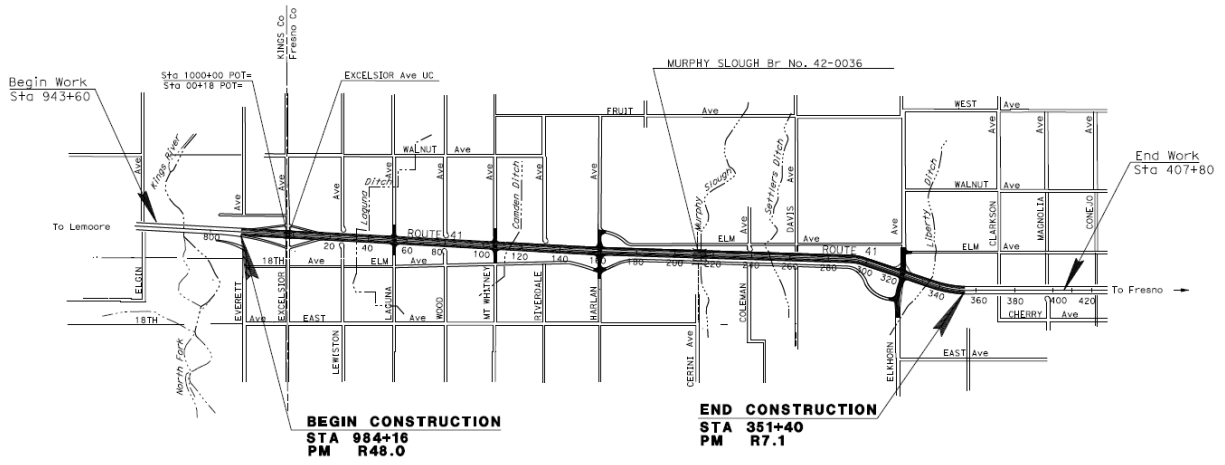 KINGS Co
Fresno Co
Begin Work
Sta 943+60
Sta 1000+00 POT=
Sta 00+18 POT=
EXCELSIOR Ave UC
MURPHY SLOUGH Br No. 42-0036
FRUIT Ave
WEST Ave
End Work
Sta 407+80
Kings River
WALNUT Ave
Laguna Ditch
Camden Ditch
Murphy Slough
Settlers Ditch
Liberty Ditch
WALNUT Ave
To Lemoore
ROUTE 41
ELM Ave
ROUTE 41
ELM Ave
800
20
40
60
80
100
120
140
160
180
200
220
240
260
280
300
320
340
360
380
400
420
To Fresno
18TH Ave
ELM Ave
ELGIN Ave
EVERETT Ave
EXCELSIOR Ave
LEWISTON Ave
LAGUNA Ave
WOOD Ave
MT WHITNEY Ave
RIVERDALE Ave
HARLAN Ave
CERINI Ave
COLEMAN Ave
DAVIS Ave
ELKHORN Ave
CLARKSON Ave
MAGNOLIA Ave
CONEJO Ave
18TH Ave
EAST Ave
CHERRY Ave
EAST Ave
North Fork
BEGIN CONSTRUCTION
STA 984+16
PM R48.0
END CONSTRUCTION
STA 351+40
PM R7.1